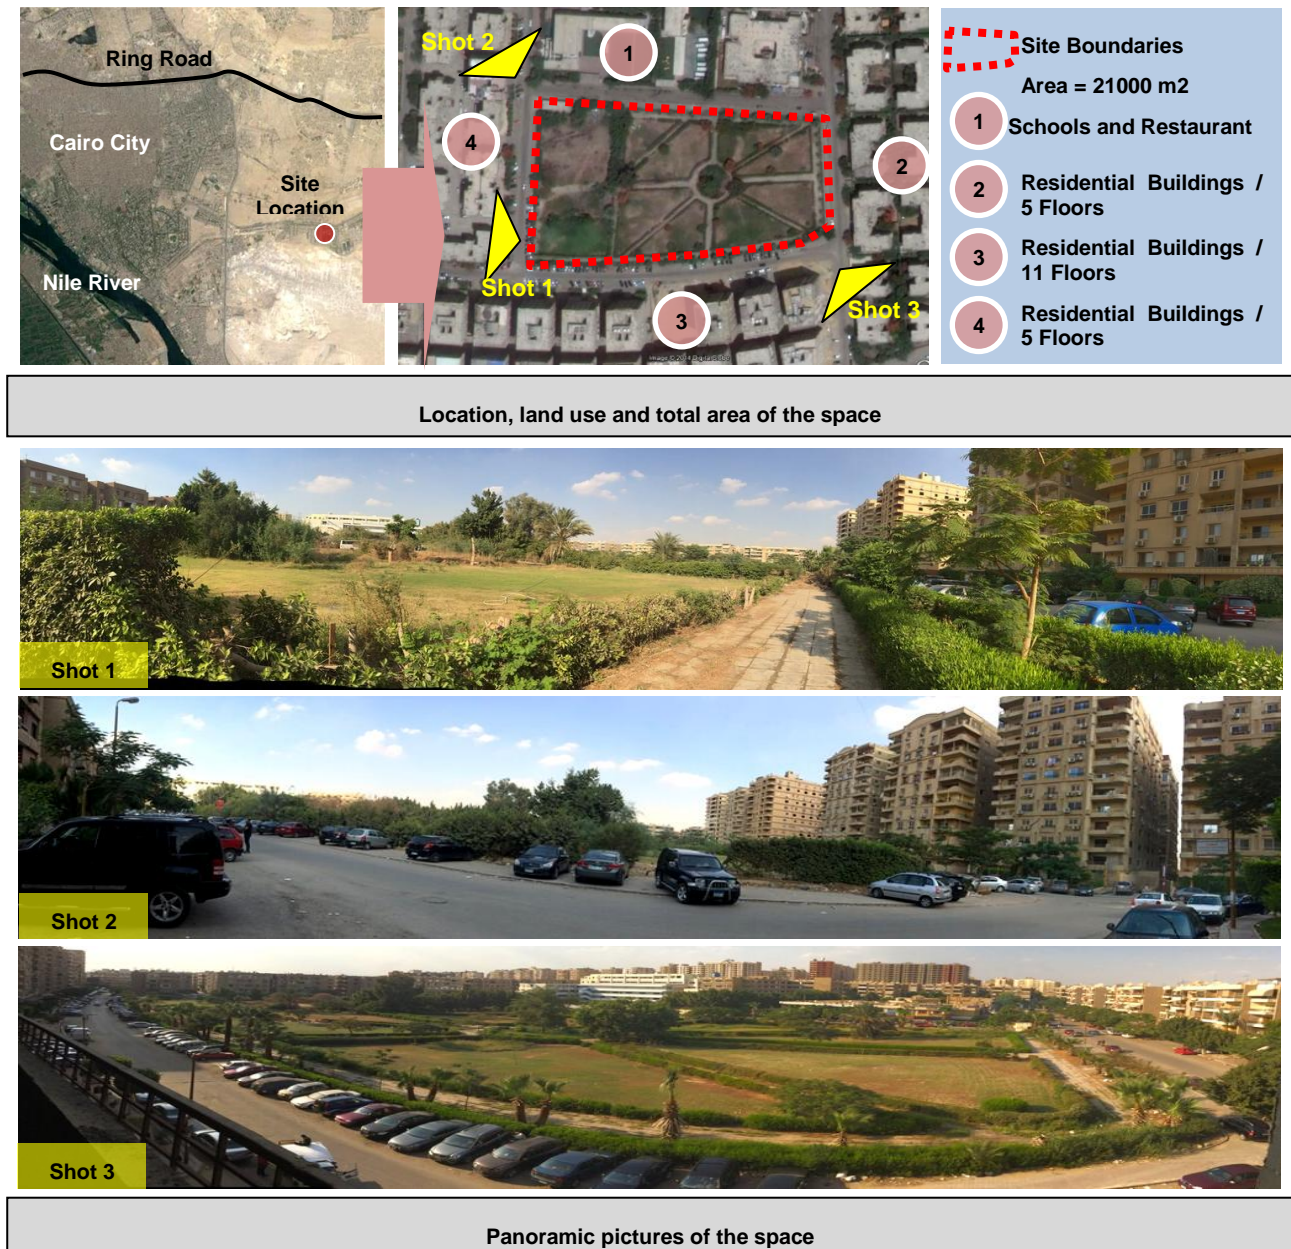 Ring Road
Cairo City
Site
Location
Nile River
Shot 2
1
4
2
Shot 1
3
Shot 3
Site Boundaries
Area = 21000 m2
1 Schools and Restaurant
2 Residential Buildings /
5 Floors
3 Residential Buildings /
11 Floors
4 Residential Buildings /
5 Floors
Location, land use and total area of the space
Shot 1
Shot 2
Shot 3
Panoramic pictures of the space